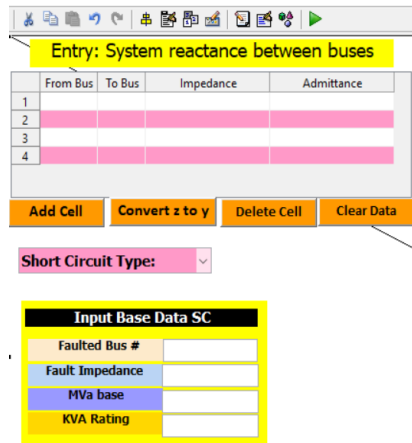 Entry: System reactance between buses
From Bus To Bus Impedance Admittance
1
2
3
4
Add Cell Convert z to y Delete Cell Clear Data
Short Circuit Type:
Input Base Data SC
Faulted Bus #
Fault Impedance
MVa base
KVA Rating